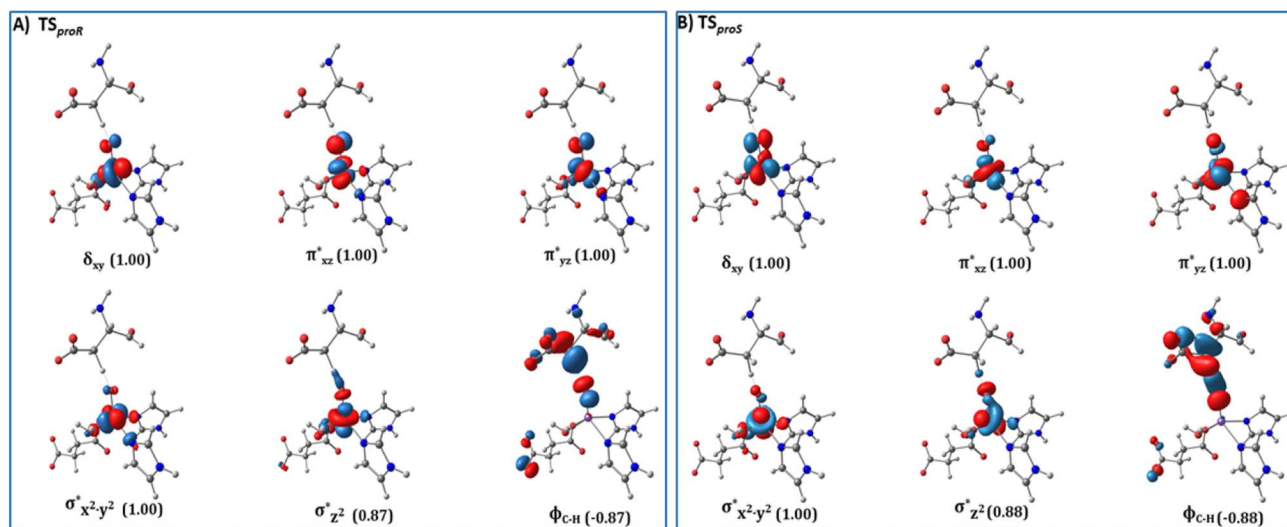 A) TSproR
δxy (1.00) π*xz (1.00) π*yz (1.00)
σ*x²-y² (1.00) σ*z² (0.87) ϕC-H (-0.87)
B) TSproS
δxy (1.00) π*xz (1.00) π*yz (1.00)
σ*x²-y² (1.00) σ*z² (0.88) ϕC-H (-0.88)